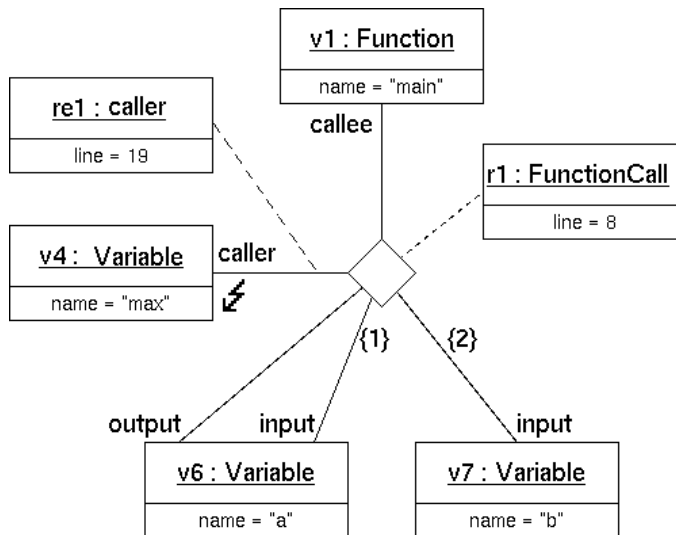 v1 : Function
name = "main"
re1 : caller
line = 19
callee
r1 : FunctionCall
line = 8
v4 : Variable
name = "max"
caller
{1}
{2}
output
input
input
v6 : Variable
name = "a"
v7 : Variable
name = "b"